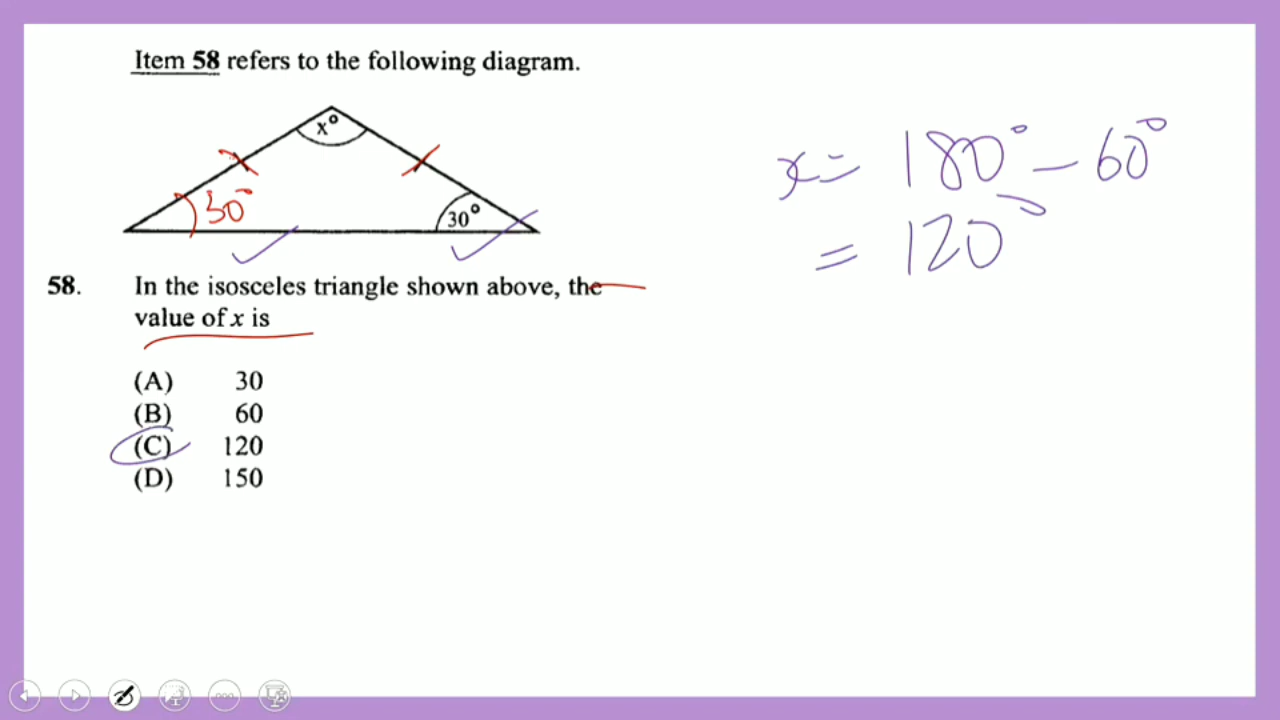 Item 58 refers to the following diagram.
x°
30°
30°
58. In the isosceles triangle shown above, the
value of x is
(A) 30
(B) 60
(C) 120
(D) 150
x = 180° - 60°
= 120°